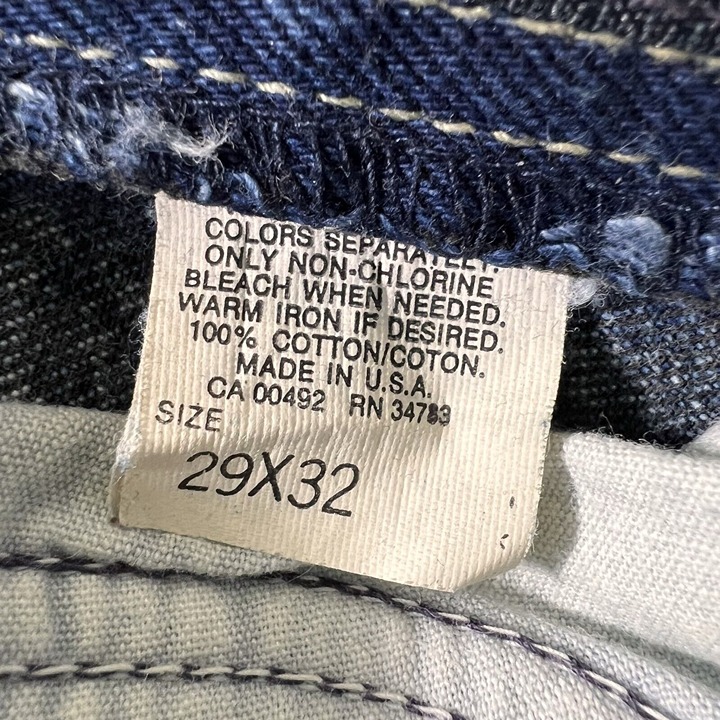 COLORS SEPARATELY.
ONLY NON-CHLORINE
BLEACH WHEN NEEDED.
WARM IRON IF DESIRED.
100% COTTON/COTON.
MADE IN U.S.A.
CA 00492 RN 34783
SIZE
29X32